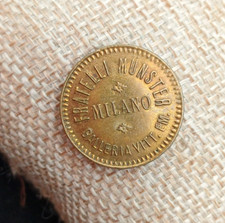 FRATELLI MUNSTER
MILANO
GALLERIA VITT. EM.